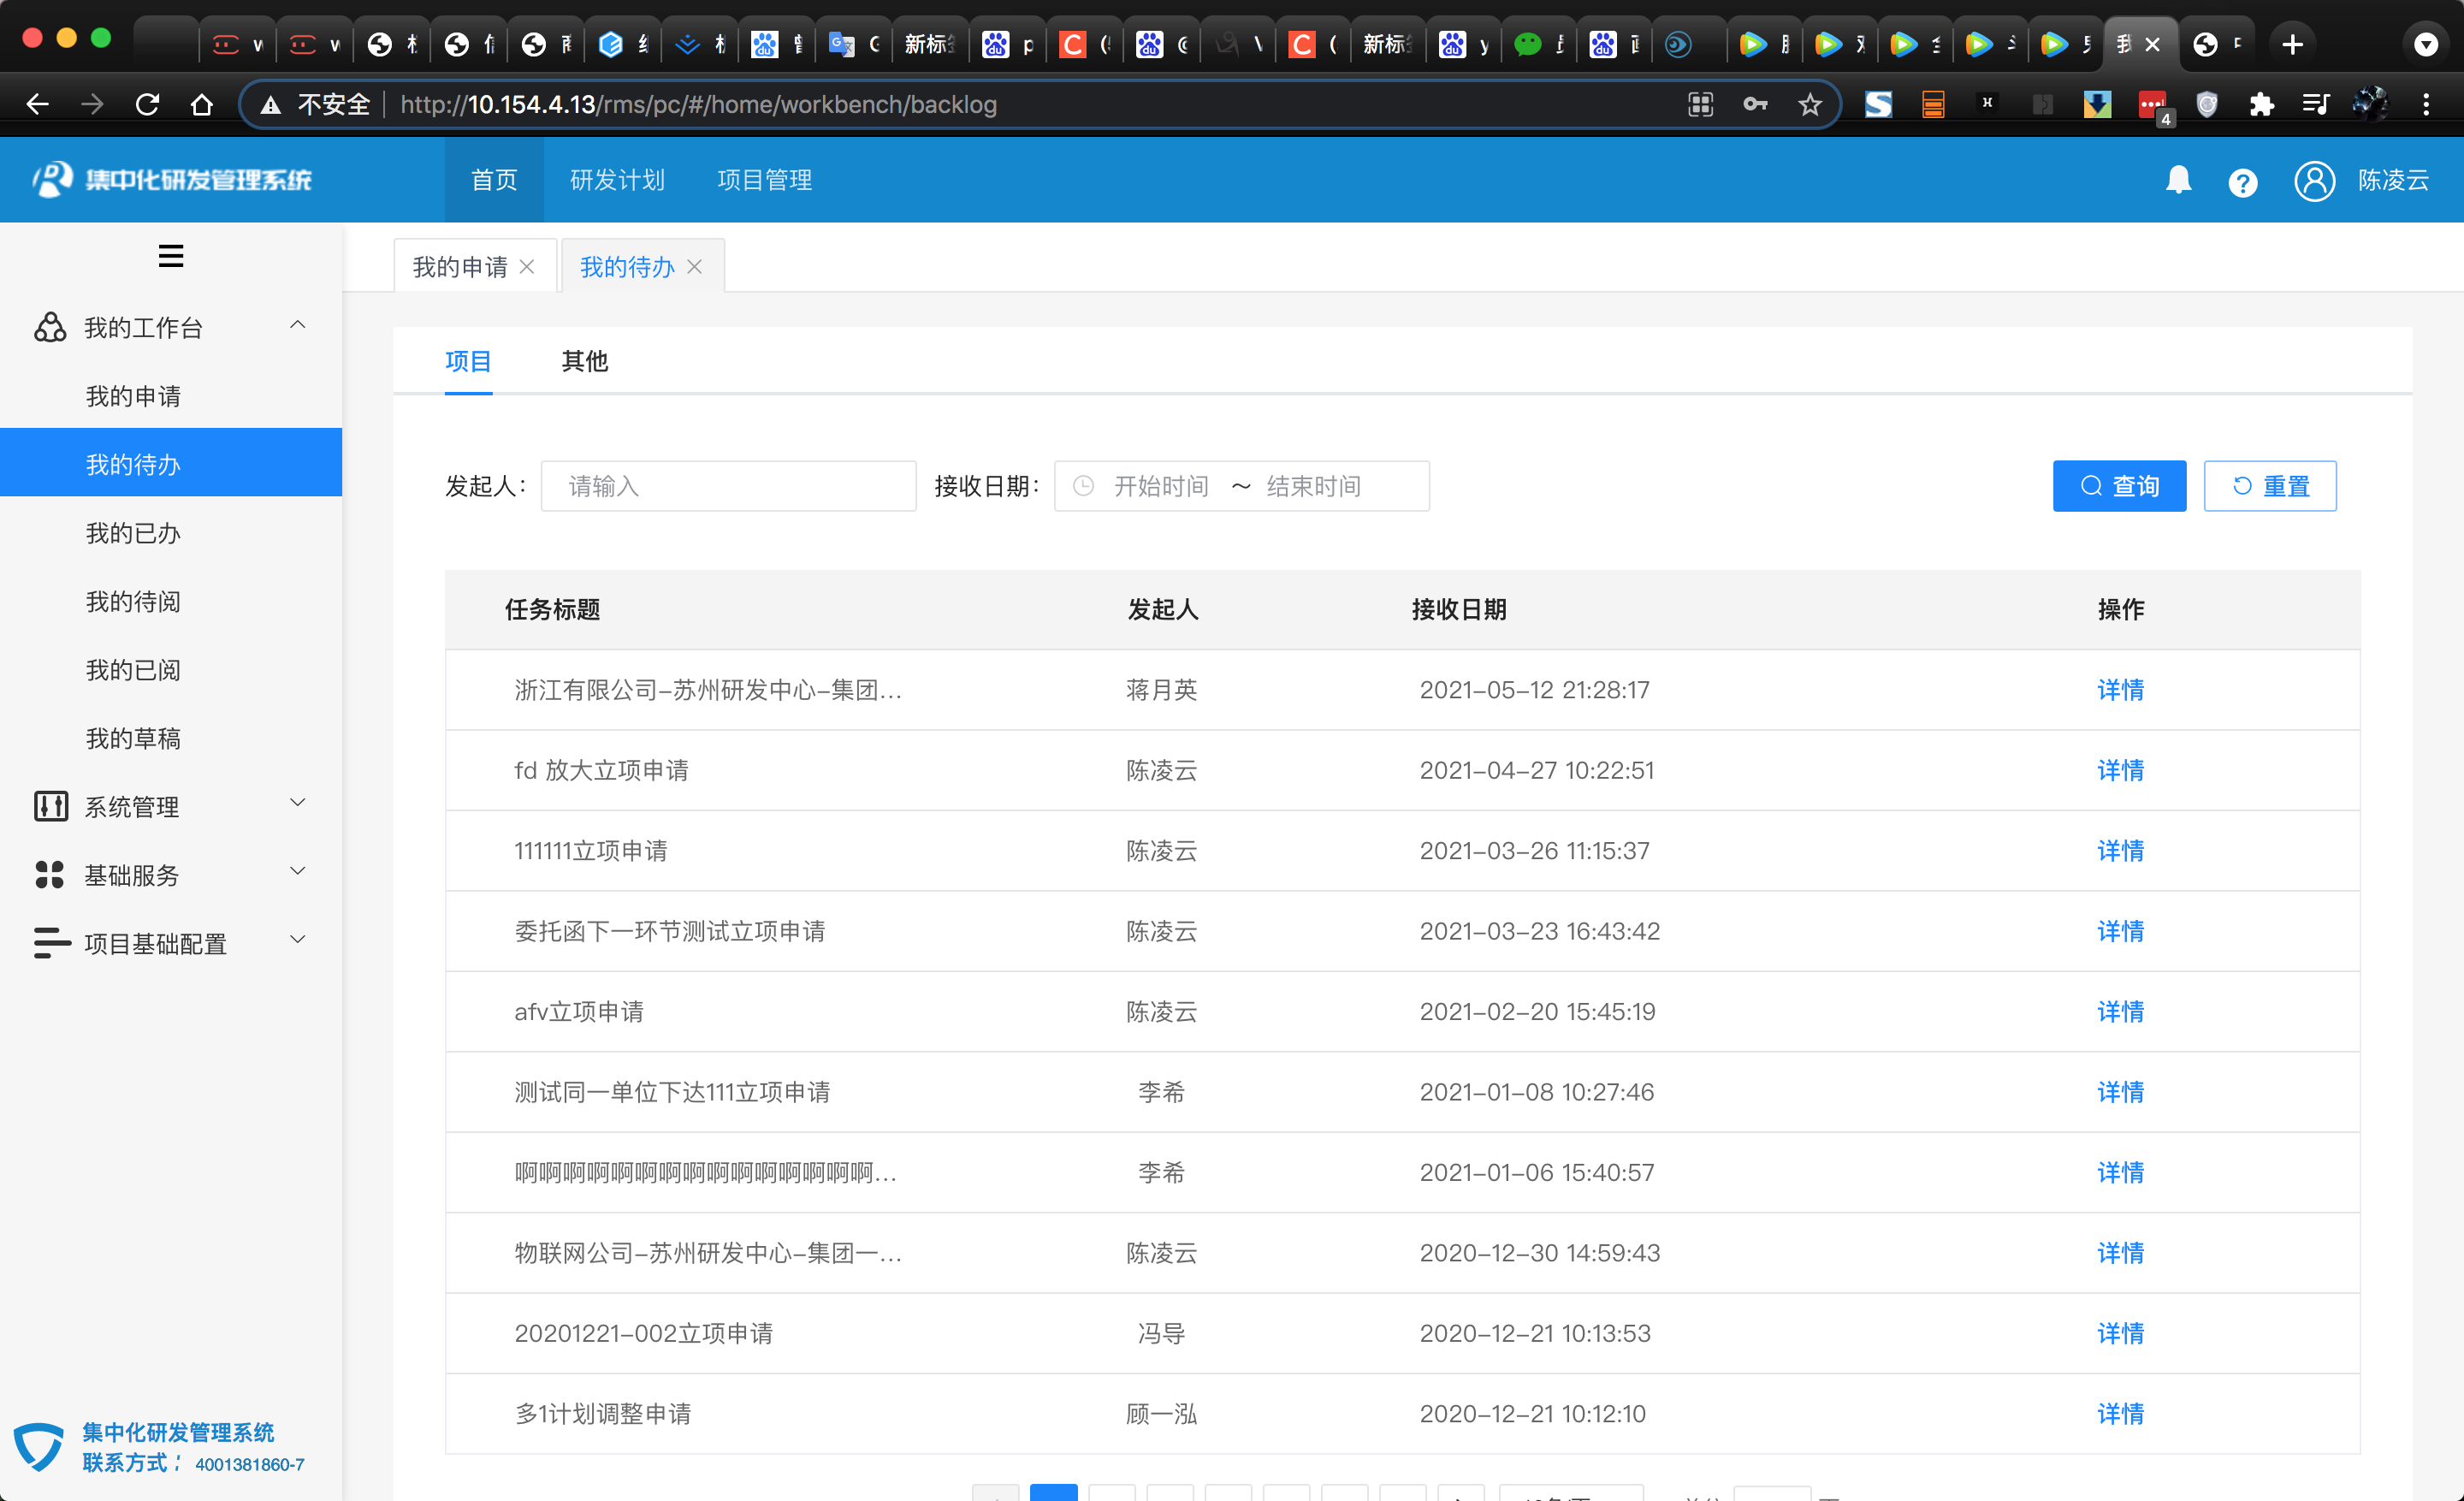 新标
新标
4
不安全 http://10.154.4.13/rms/pc/#/home/workbench/backlog
集中化研发管理系统 首页 研发计划 项目管理 陈凌云
我的申请 我的待办
我的工作台
我的申请
我的待办
我的已办
我的待阅
我的已阅
我的草稿
系统管理
基础服务
项目基础配置
集中化研发管理系统
联系方式： 4001381860-7
项目 其他
发起人： 请输入 接收日期： 开始时间 ~ 结束时间 查询 重置
任务标题 发起人 接收日期 操作
浙江有限公司-苏州研发中心-集团... 蒋月英 2021-05-12 21:28:17 详情
fd 放大立项申请 陈凌云 2021-04-27 10:22:51 详情
111111立项申请 陈凌云 2021-03-26 11:15:37 详情
委托函下一环节测试立项申请 陈凌云 2021-03-23 16:43:42 详情
afv立项申请 陈凌云 2021-02-20 15:45:19 详情
测试同一单位下达111立项申请 李希 2021-01-08 10:27:46 详情
啊啊啊啊啊啊啊啊啊啊啊啊啊啊啊... 李希 2021-01-06 15:40:57 详情
物联网公司-苏州研发中心-集团一... 陈凌云 2020-12-30 14:59:43 详情
20201221-002立项申请 冯导 2020-12-21 10:13:53 详情
多1计划调整申请 顾一泓 2020-12-21 10:12:10 详情